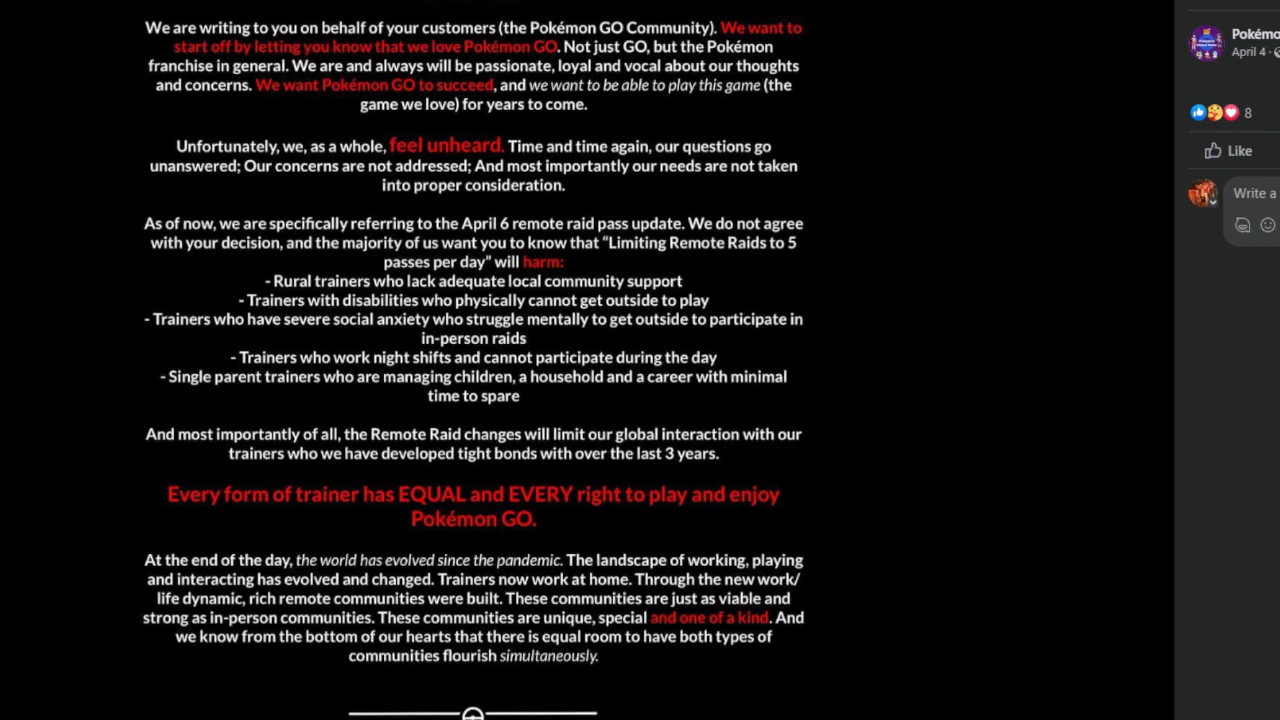 We are writing to you on behalf of your customers (the Pokémon GO Community). We want to
start off by letting you know that we love Pokémon GO. Not just GO, but the Pokémon
franchise in general. We are and always will be passionate, loyal and vocal about our thoughts
and concerns. We want Pokémon GO to succeed, and we want to be able to play this game (the
game we love) for years to come.
Unfortunately, we, as a whole, feel unheard. Time and time again, our questions go
unanswered; Our concerns are not addressed; And most importantly our needs are not taken
into proper consideration.
As of now, we are specifically referring to the April 6 remote raid pass update. We do not agree
with your decision, and the majority of us want you to know that “Limiting Remote Raids to 5
passes per day” will harm:
- Rural trainers who lack adequate local community support
- Trainers with disabilities who physically cannot get outside to play
- Trainers who have severe social anxiety who struggle mentally to get outside to participate in
in-person raids
- Trainers who work night shifts and cannot participate during the day
- Single parent trainers who are managing children, a household and a career with minimal
time to spare
And most importantly of all, the Remote Raid changes will limit our global interaction with our
trainers who we have developed tight bonds with over the last 3 years.
Every form of trainer has EQUAL and EVERY right to play and enjoy
Pokémon GO.
At the end of the day, the world has evolved since the pandemic. The landscape of working, playing
and interacting has evolved and changed. Trainers now work at home. Through the new work/
life dynamic, rich remote communities were built. These communities are just as viable and
strong as in-person communities. These communities are unique, special and one of a kind. And
we know from the bottom of our hearts that there is equal room to have both types of
communities flourish simultaneously.
Pokémo
April 4 ·
8
Like
Write a